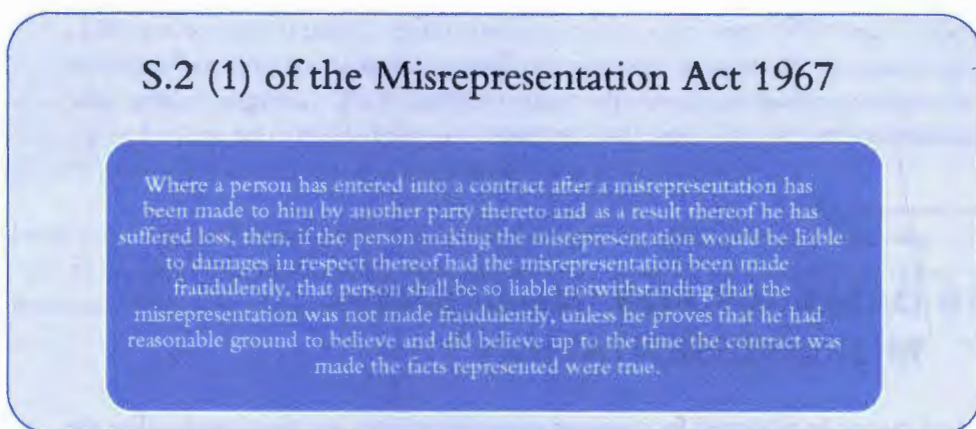 S.2 (1) of the Misrepresentation Act 1967
Where a person has entered into a contract after a misrepresentation has
been made to him by another party thereto and as a result thereof he has
suffered loss, then, if the person making the misrepresentation would be liable
to damages in respect thereof had the misrepresentation been made
fraudulently, that person shall be so liable notwithstanding that the
misrepresentation was not made fraudulently, unless he proves that he had
reasonable ground to believe and did believe up to the time the contract was
made the facts represented were true.